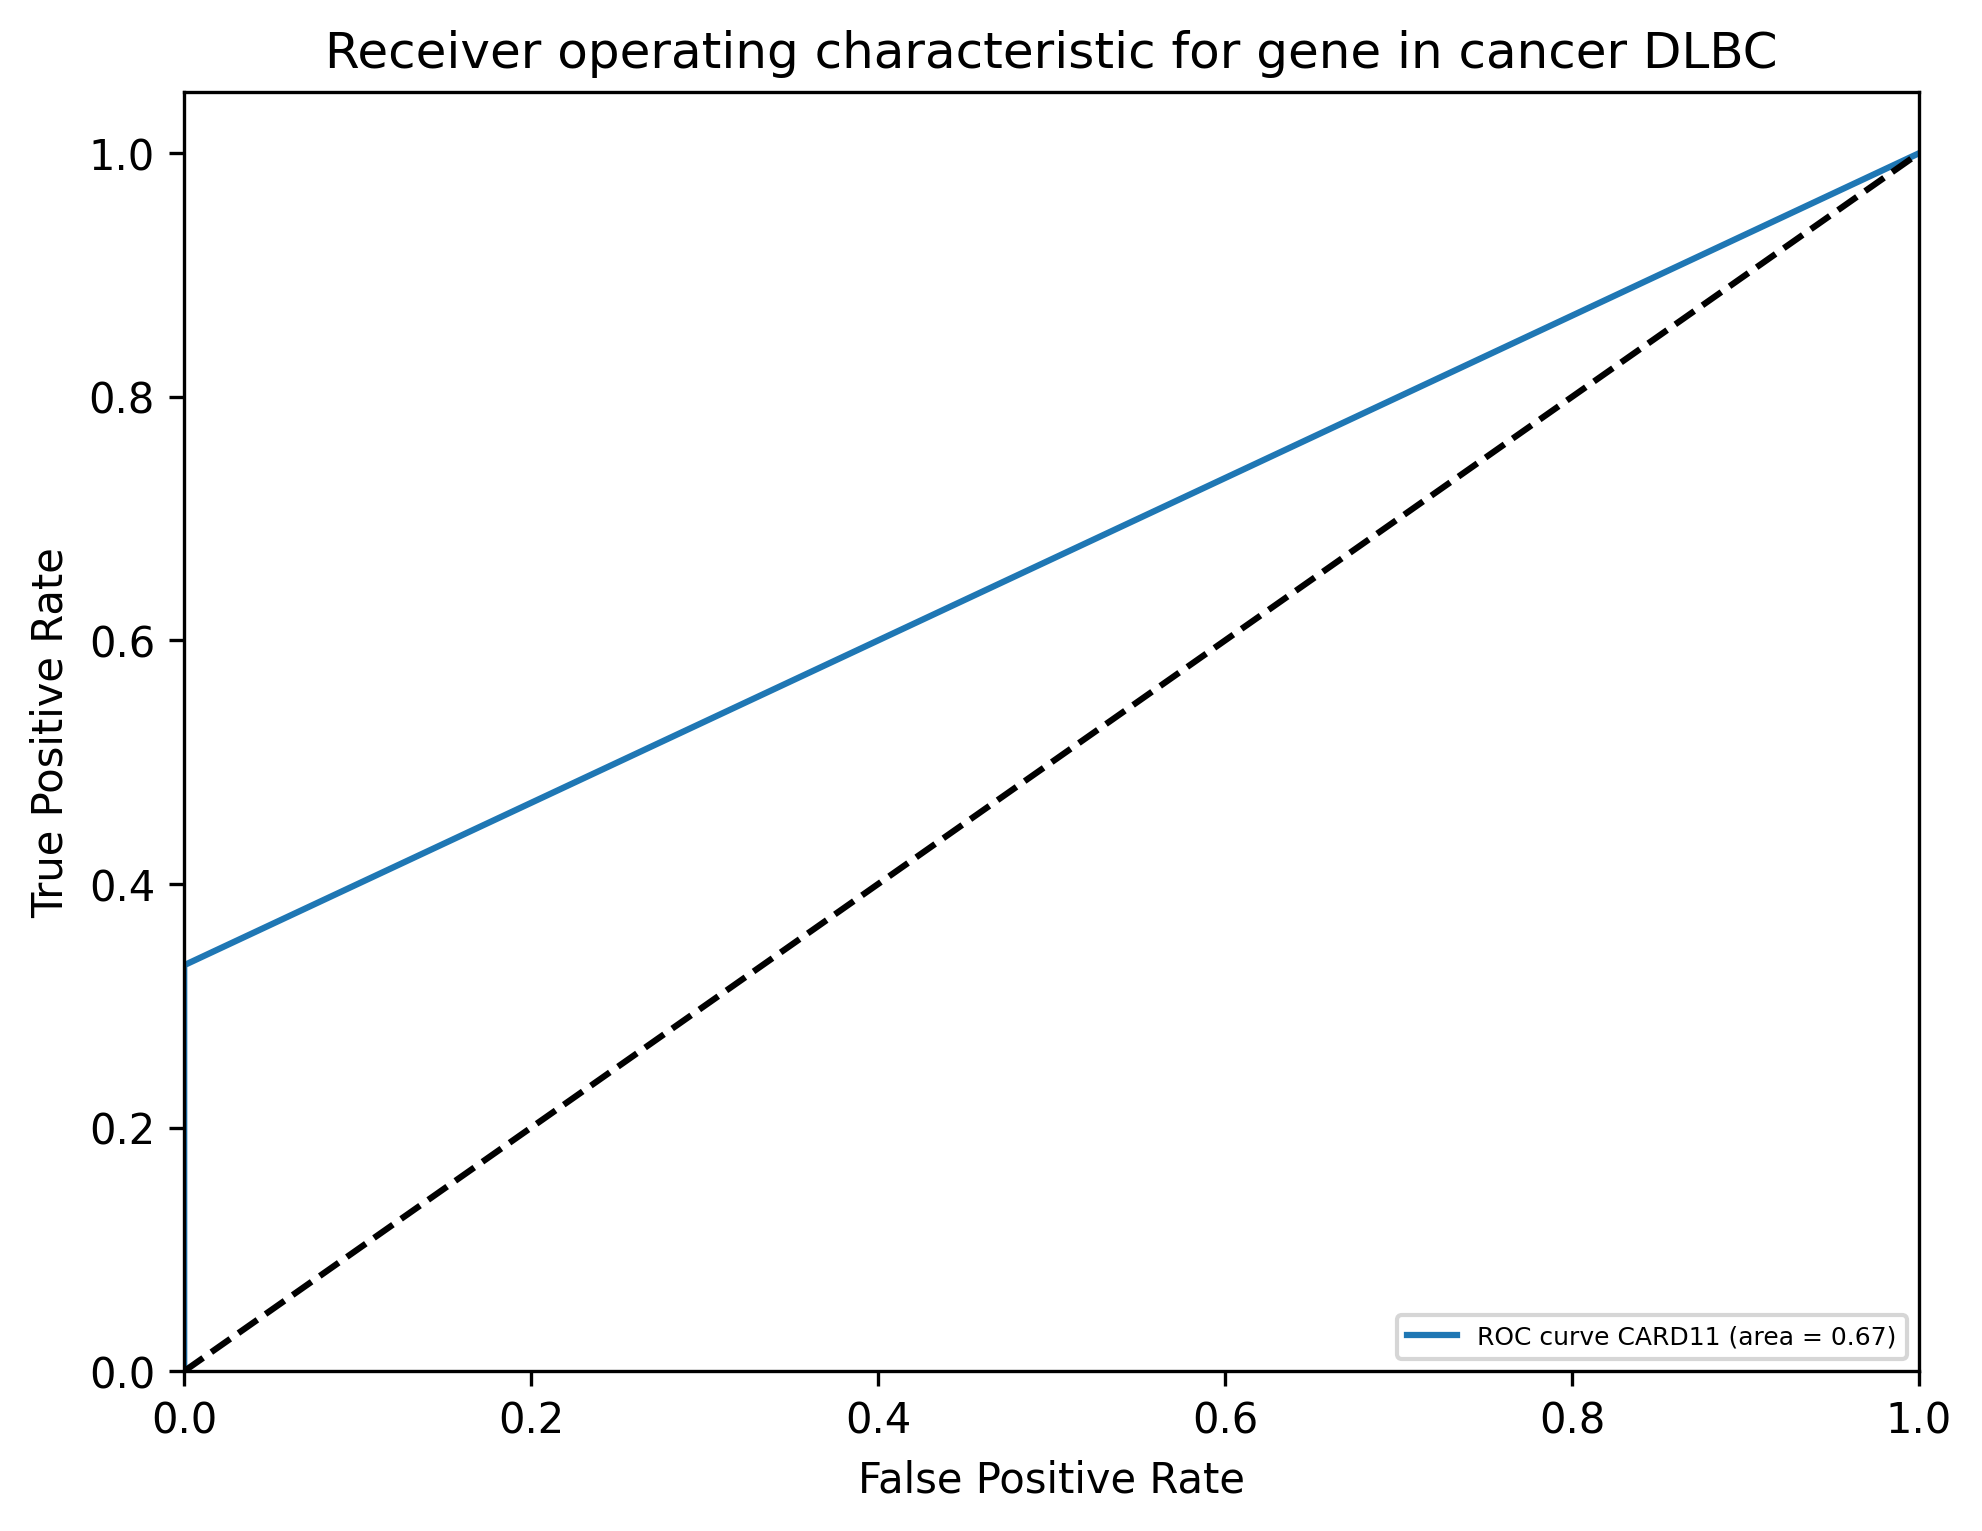 Receiver operating characteristic for gene in cancer DLBC
1.0
0.8
0.6
0.4
0.2
0.0
True Positive Rate
0.0 0.2 0.4 0.6 0.8 1.0
False Positive Rate
ROC curve CARD11 (area = 0.67)